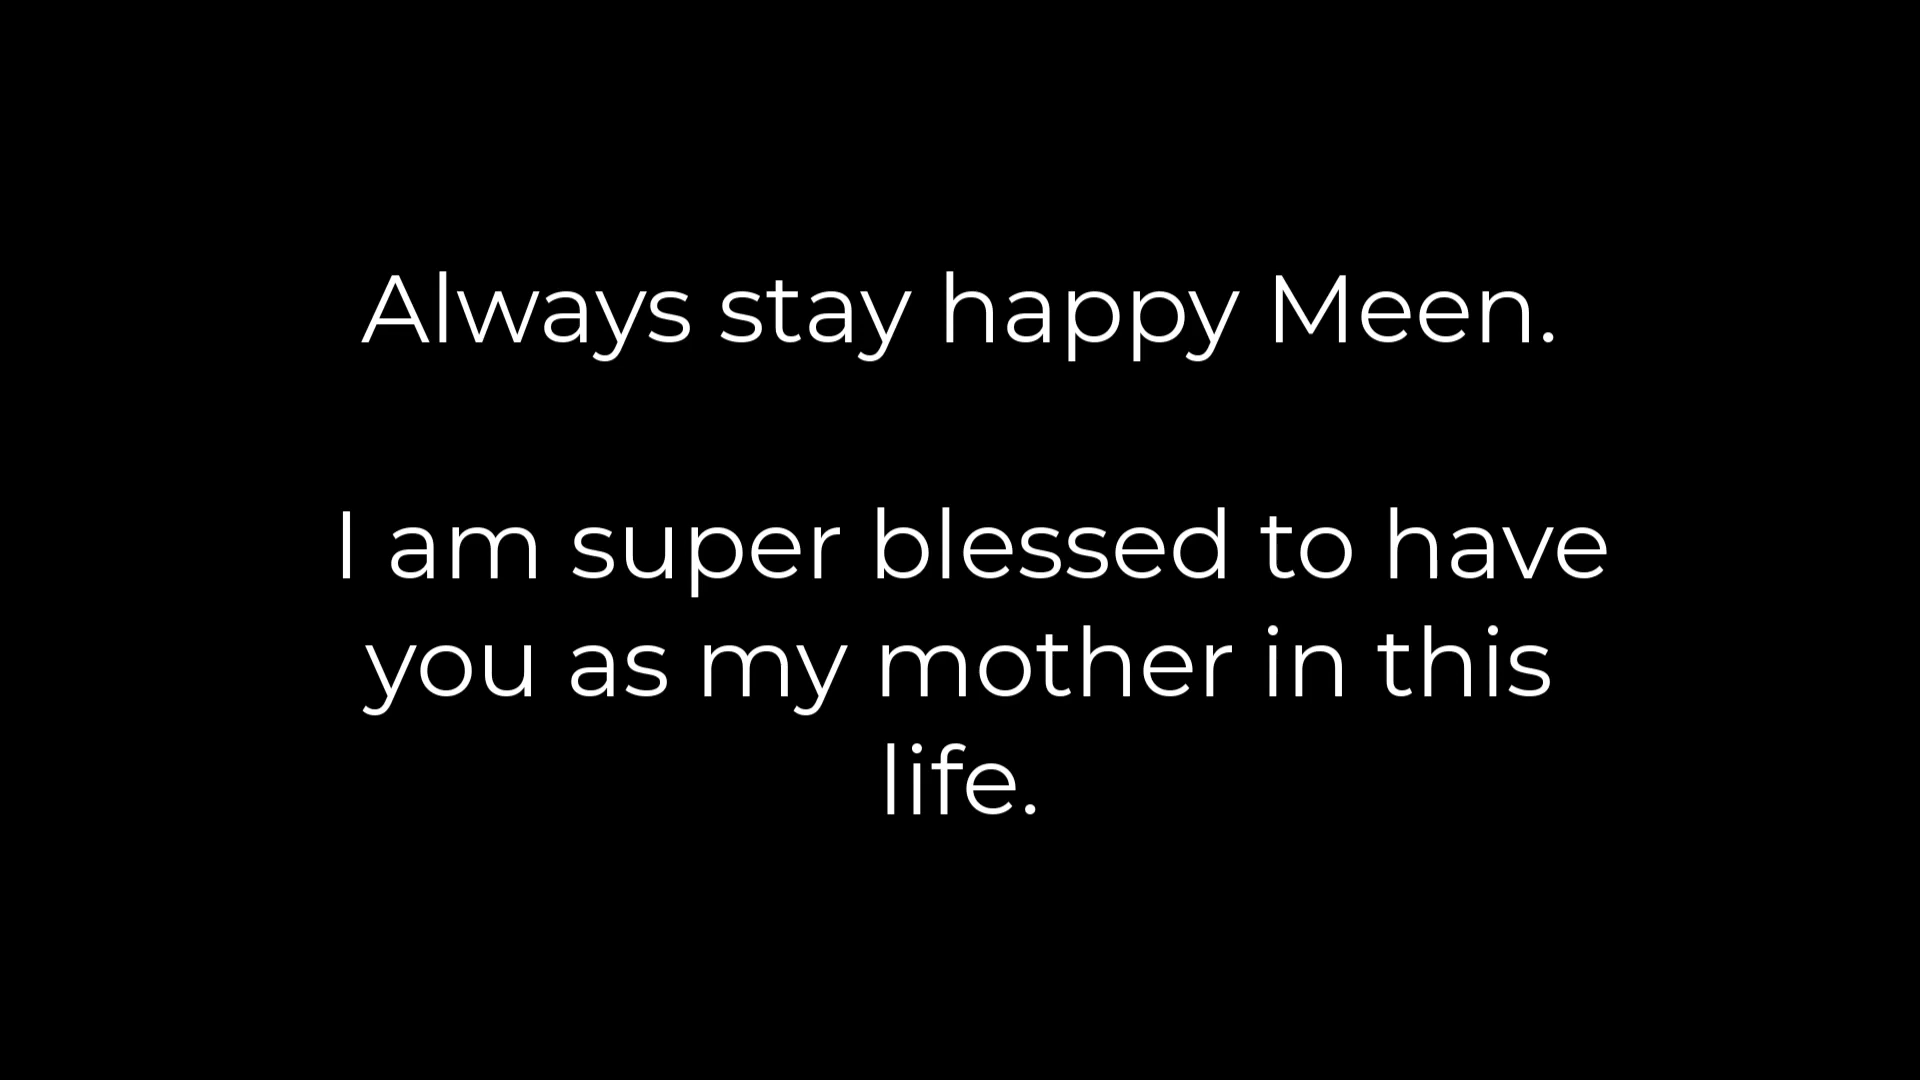 Always stay happy Meen.
I am super blessed to have
you as my mother in this
life.